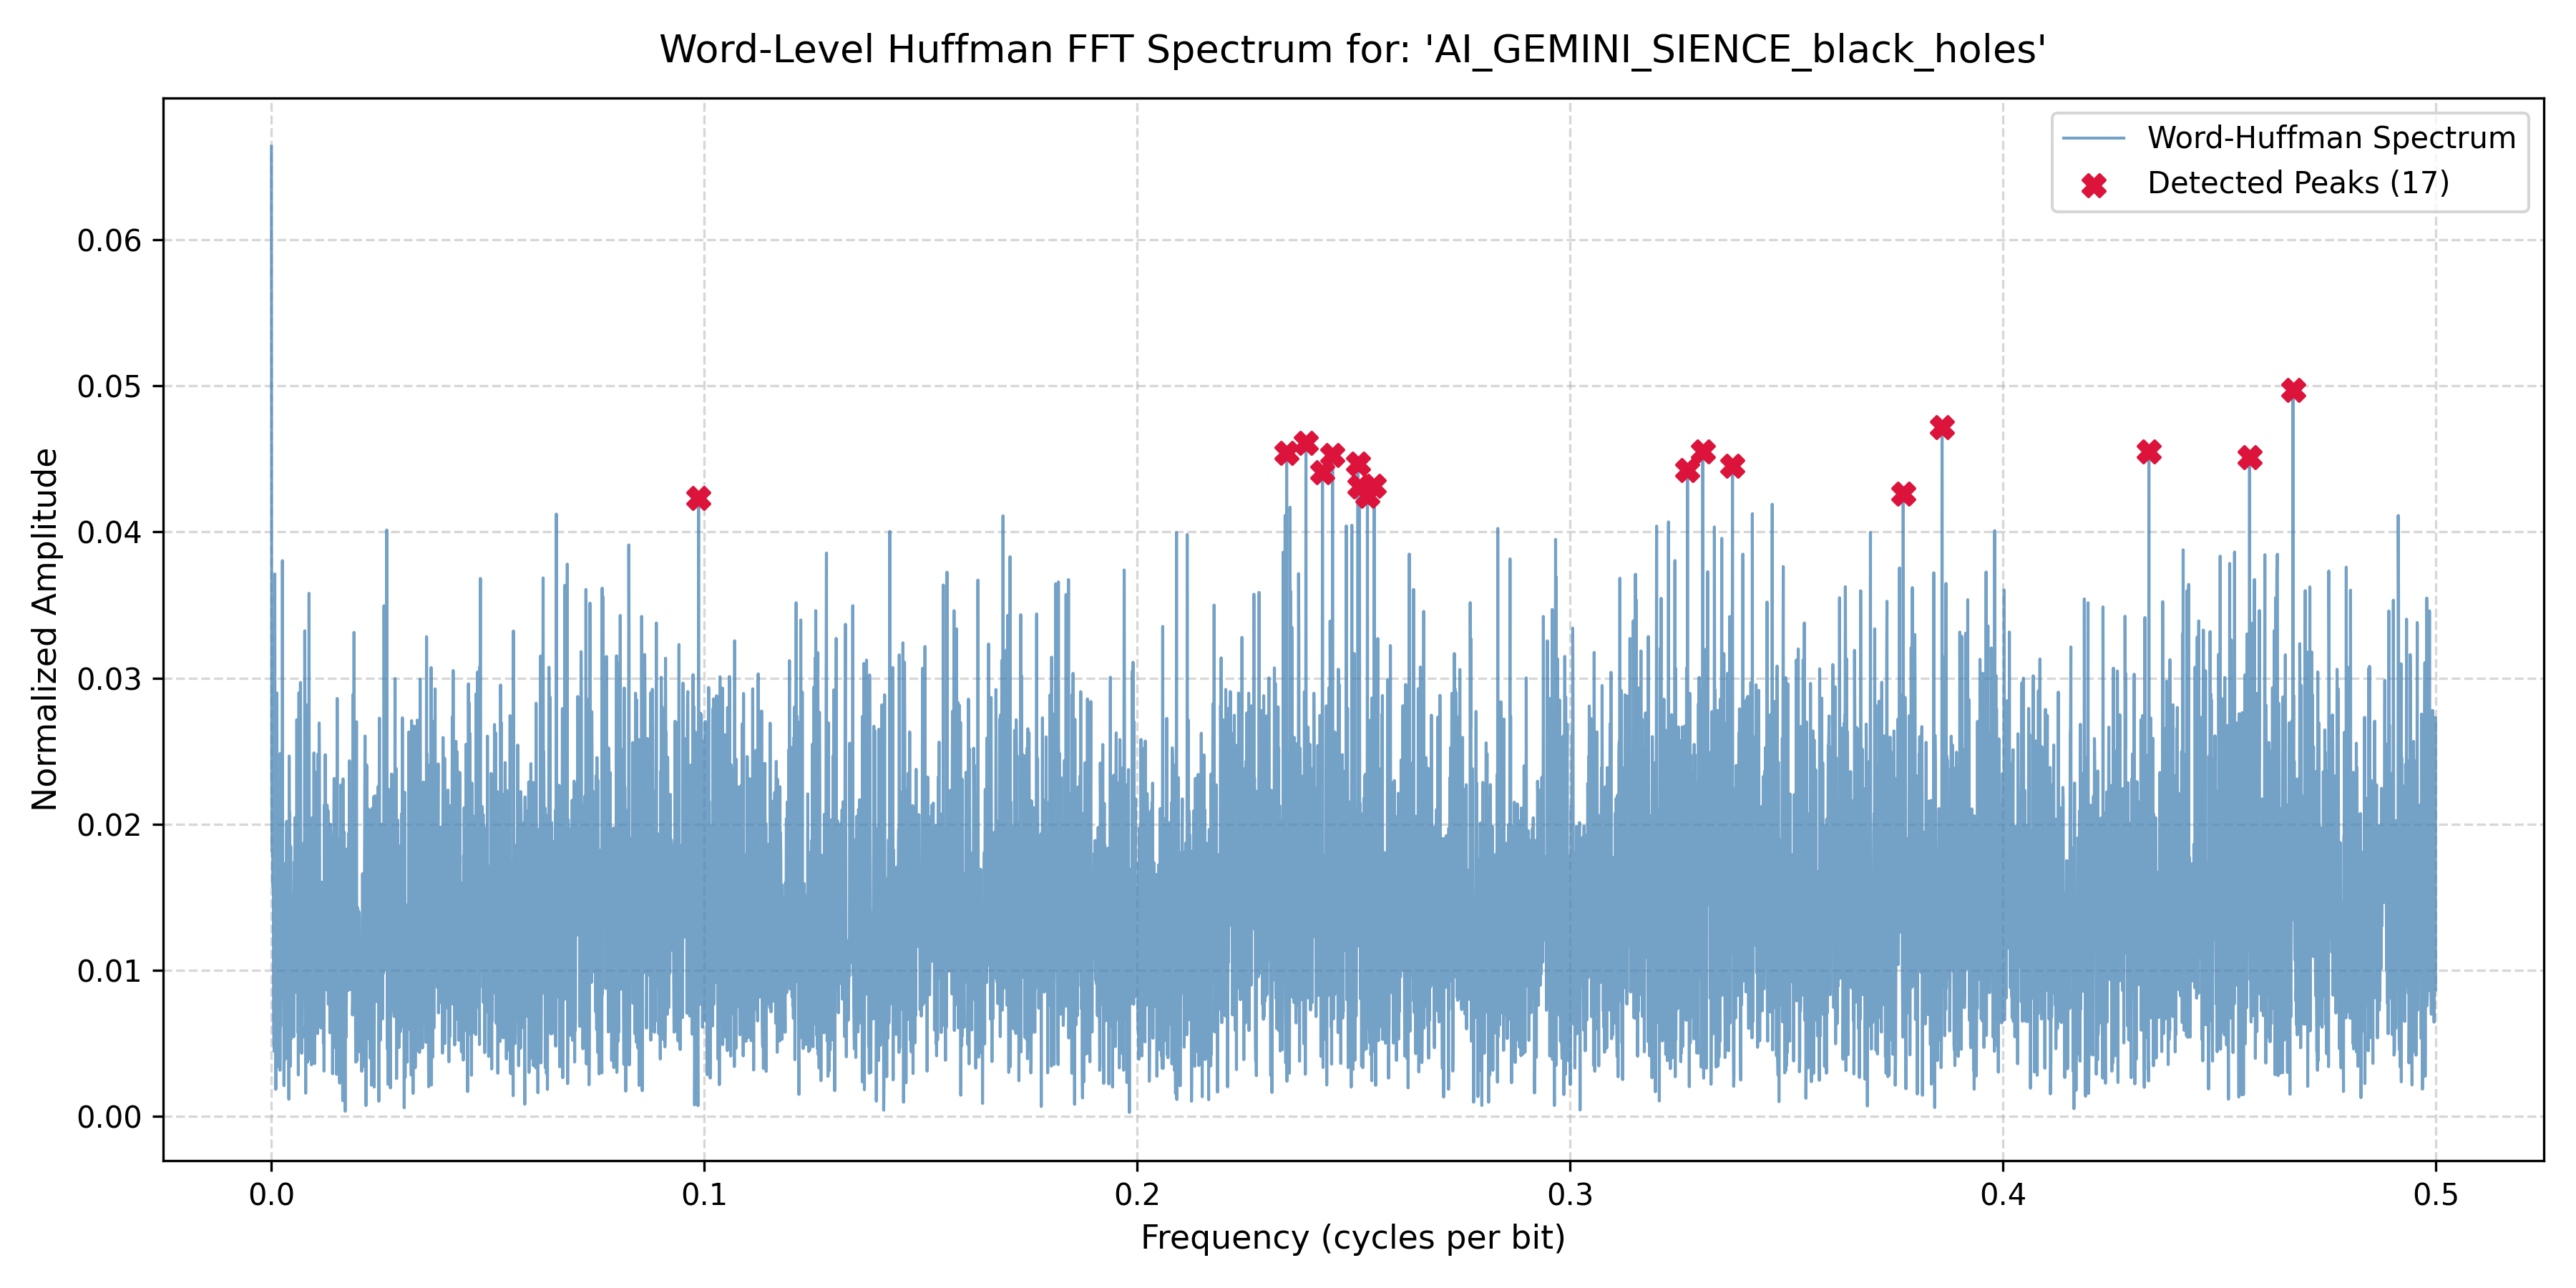 Word-Level Huffman FFT Spectrum for: 'AI_GEMINI_SIENCE_black_holes'
Word-Huffman Spectrum
Detected Peaks (17)
0.06
0.05
0.04
0.03
0.02
0.01
0.00
Normalized Amplitude
0.0 0.1 0.2 0.3 0.4 0.5
Frequency (cycles per bit)